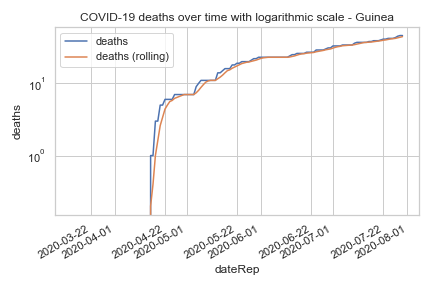 COVID-19 deaths over time with logarithmic scale - Guinea
deaths
deaths (rolling)
10¹
10⁰
deaths
2020-03-22
2020-04-01
2020-04-22
2020-05-01
2020-05-22
2020-06-01
2020-06-22
2020-07-01
2020-07-22
2020-08-01
dateRep